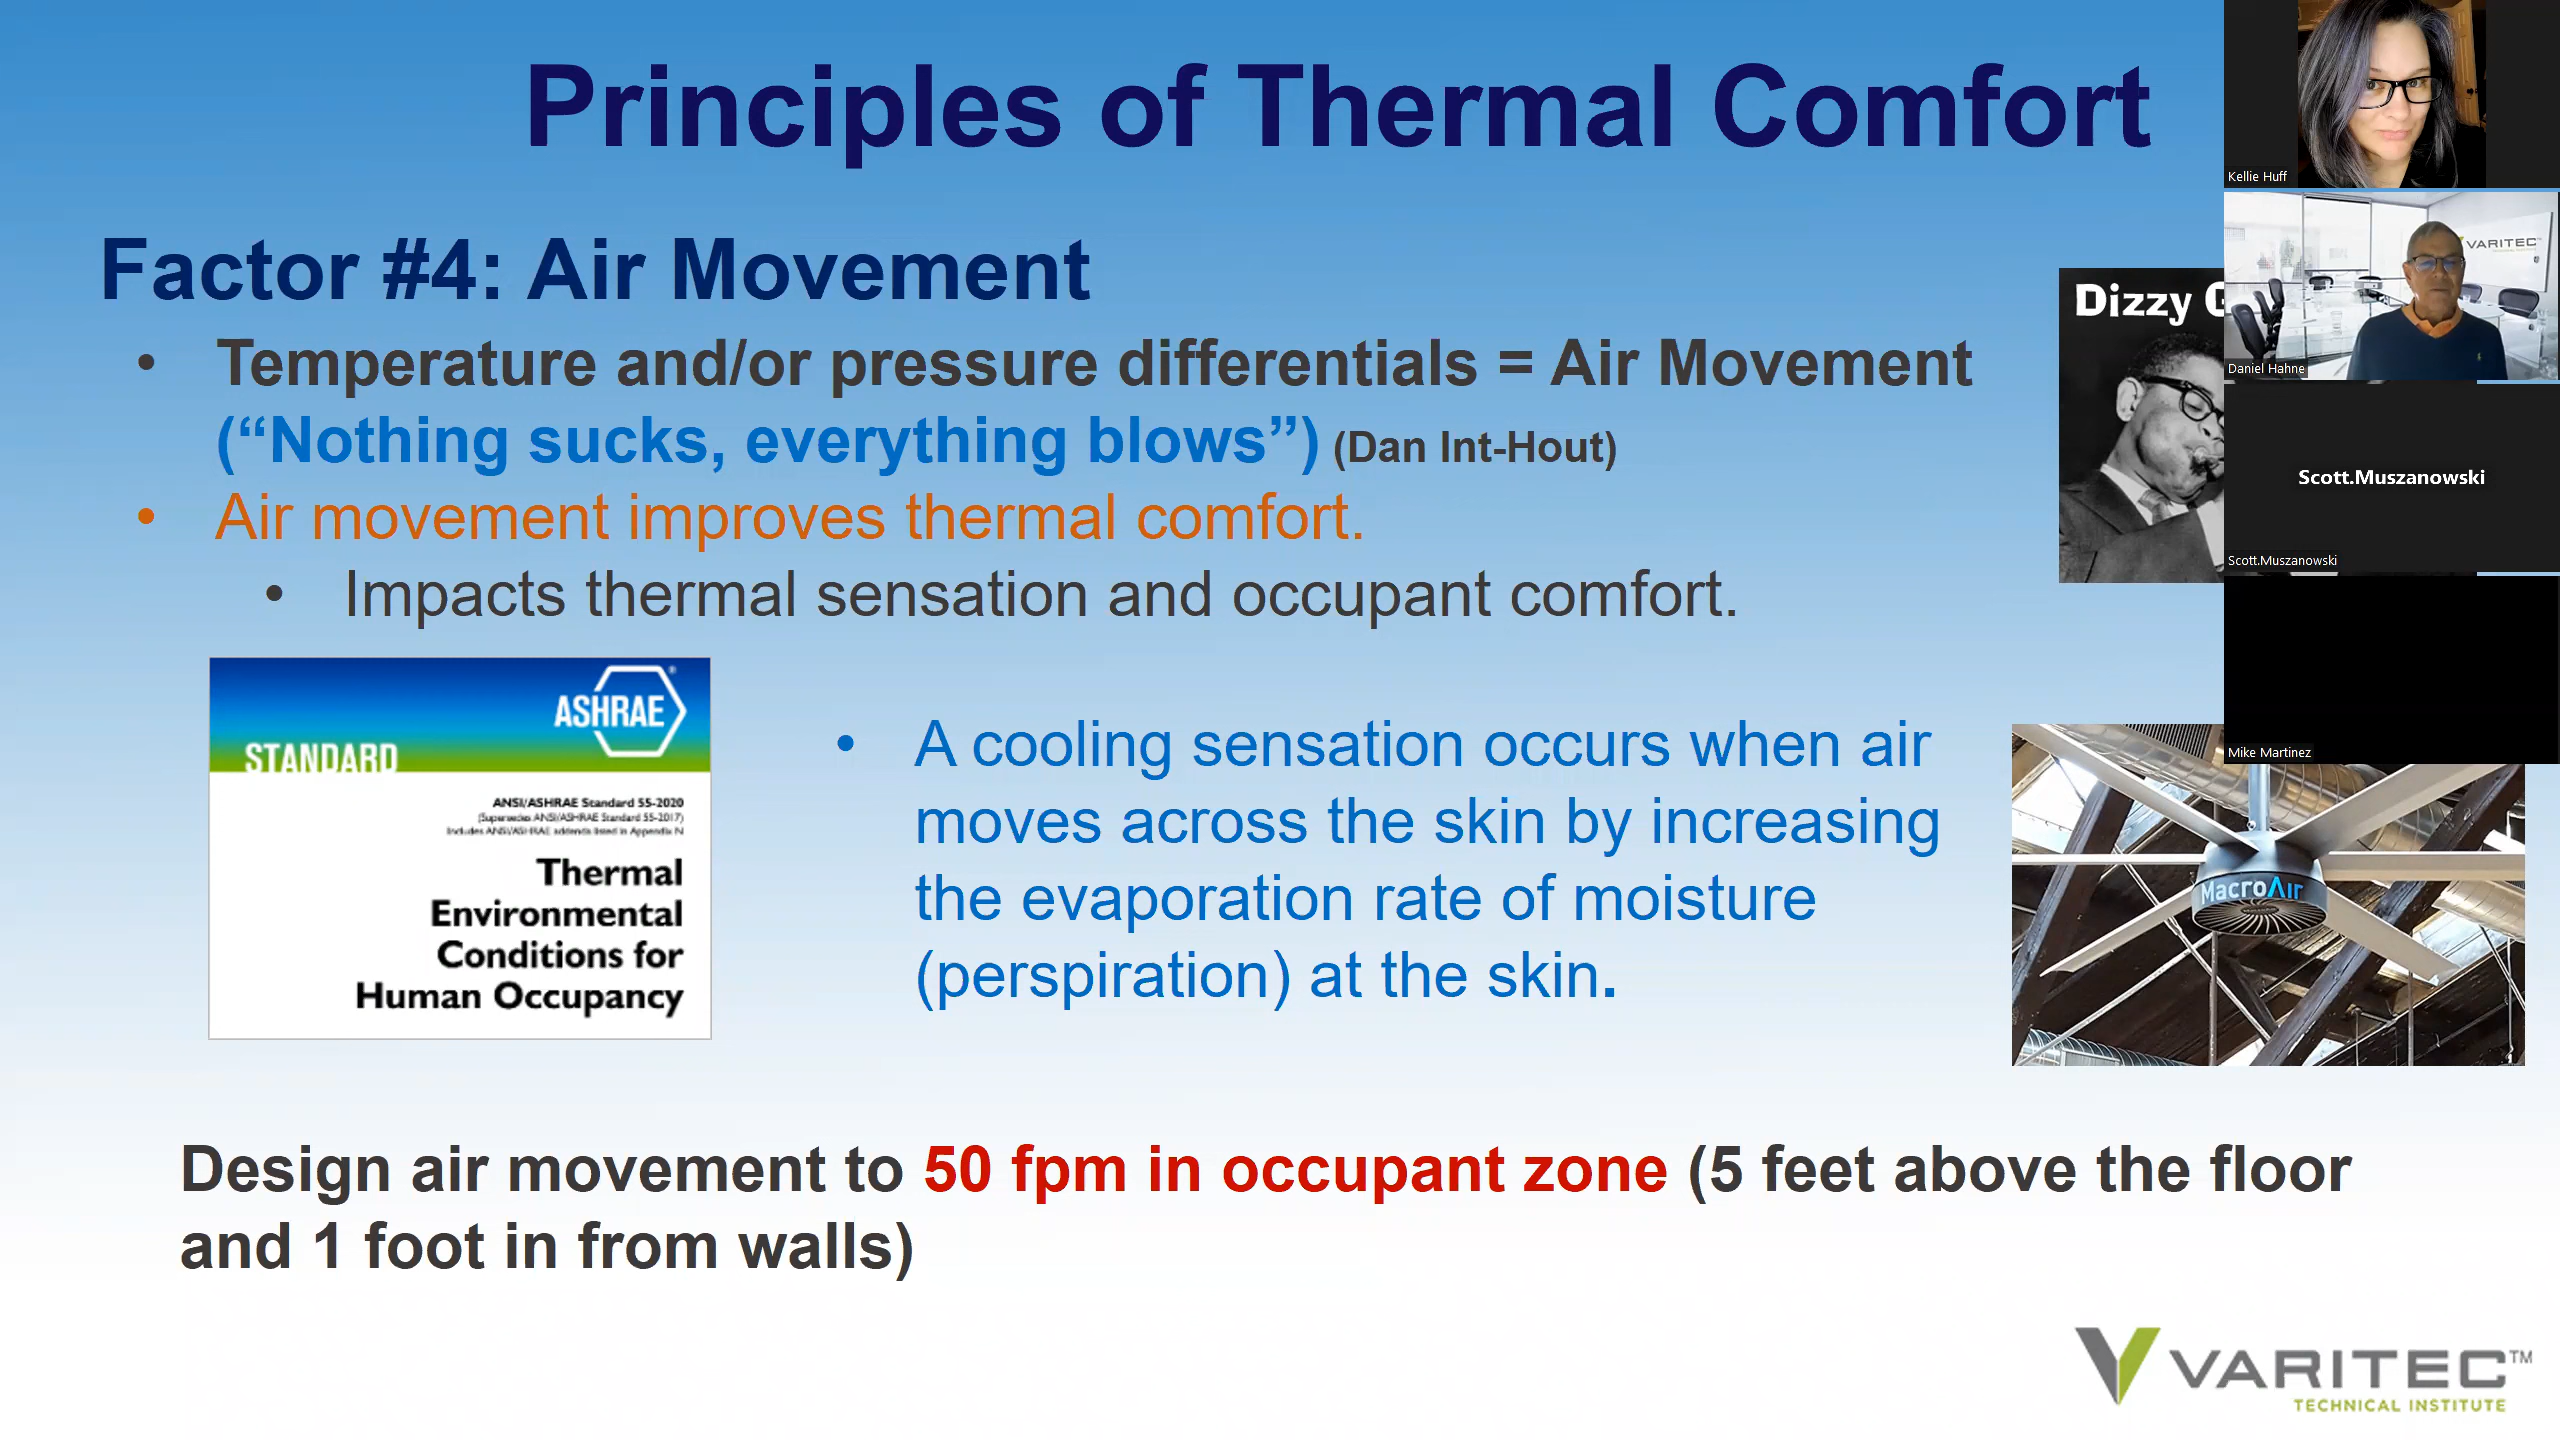 Principles of Thermal Comfort
Kellie Huff
Factor #4: Air Movement
VARITEC
Daniel Hahne
Dizzy G
• Temperature and/or pressure differentials = Air Movement
(“Nothing sucks, everything blows”) (Dan Int-Hout)
Scott.Muszanowski
Scott.Muszanowski
• Air movement improves thermal comfort.
• Impacts thermal sensation and occupant comfort.
ASHRAE®
STANDARD
ANSI/ASHRAE Standard 55-2020
(Supersedes ANSI/ASHRAE Standard 55-2017)
Includes ANSI/ASHRAE addenda listed in Appendix N
Thermal
Environmental
Conditions for
Human Occupancy
• A cooling sensation occurs when air
moves across the skin by increasing
the evaporation rate of moisture
(perspiration) at the skin.
Mike Martinez
MacroAir
Design air movement to 50 fpm in occupant zone (5 feet above the floor
and 1 foot in from walls)
VARITEC™
TECHNICAL INSTITUTE